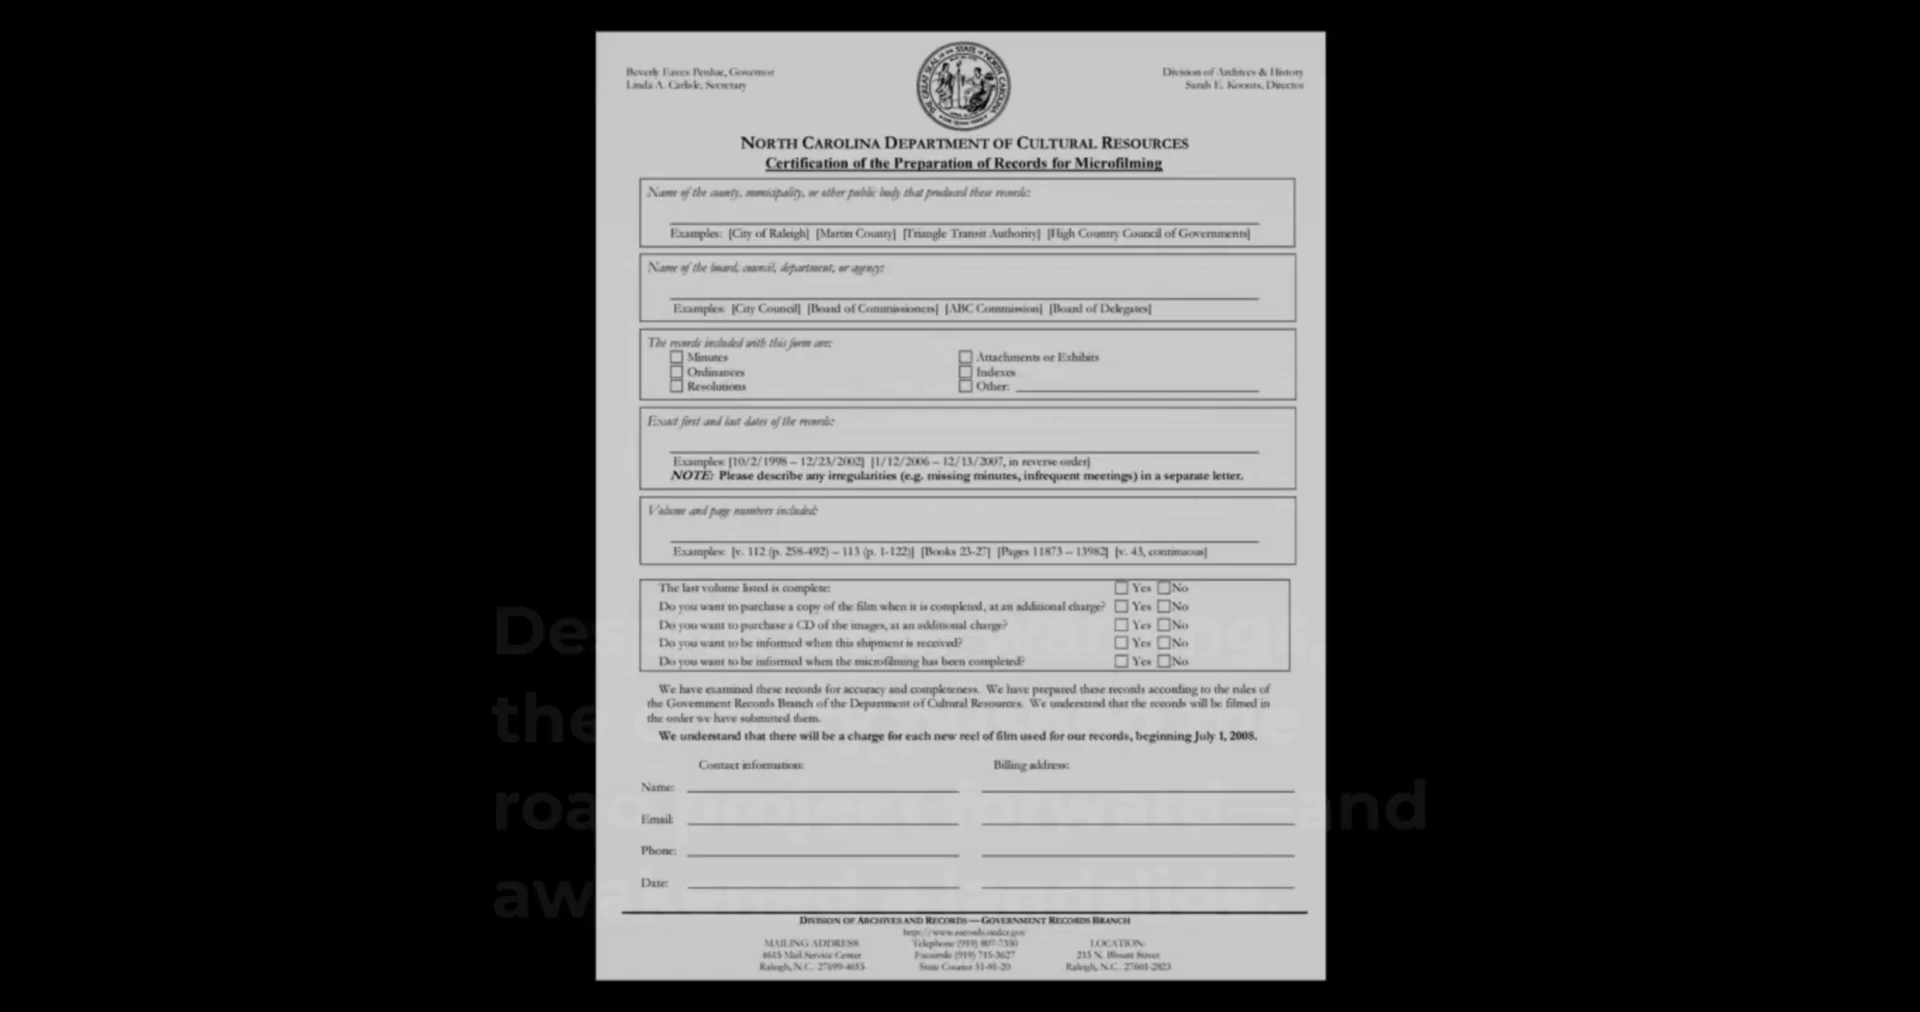 Beverly Eaves Perdue, Governor
Linda A. Carlisle, Secretary
Division of Archives & History
Sarah E. Koonts, Director
THE GREAT SEAL OF THE STATE OF NORTH CAROLINA
NORTH CAROLINA DEPARTMENT OF CULTURAL RESOURCES
Certification of the Preparation of Records for Microfilming
Name of the county, municipality, or other public body that produced these records:
Examples: [City of Raleigh] [Martin County] [Triangle Transit Authority] [High Country Council of Governments]
Name of the board, council, department, or agency:
Examples: [City Council] [Board of Commissioners] [ABC Commission] [Board of Delegates]
The records included with this form are:
Minutes
Ordinances
Resolutions
Attachments or Exhibits
Indexes
Other:
Exact first and last dates of the records:
Examples: [10/2/1998 – 12/23/2002] [1/12/2006 – 12/13/2007, in reverse order]
NOTE: Please describe any irregularities (e.g. missing minutes, infrequent meetings) in a separate letter.
Volume and page numbers included:
Examples: [v. 112 (p. 258-492) – 113 (p. 1-122)] [Books 23-27] [Pages 11873 – 13982] [v. 43, continuous]
The last volume listed is complete: Yes No
Do you want to purchase a copy of the film when it is completed, at an additional charge? Yes No
Do you want to purchase a CD of the images, at an additional charge? Yes No
Do you want to be informed when this shipment is received? Yes No
Do you want to be informed when the microfilming has been completed? Yes No
We have examined these records for accuracy and completeness. We have prepared these records according to the rules of
the Government Records Branch of the Department of Cultural Resources. We understand that the records will be filmed in
the order we have submitted them.
We understand that there will be a charge for each new reel of film used for our records, beginning July 1, 2008.
Contact information: Billing address:
Name:
Email:
Phone:
Date:
DIVISION OF ARCHIVES AND RECORDS — GOVERNMENT RECORDS BRANCH
http://www.records.ncdcr.gov
MAILING ADDRESS Telephone (919) 807-7350 LOCATION:
4615 Mail Service Center Facsimile (919) 715-3627 215 N. Blount Street
Raleigh, N.C. 27699-4615 State Courier 51-81-20 Raleigh, N.C. 27601-2823
the
road project forward—and